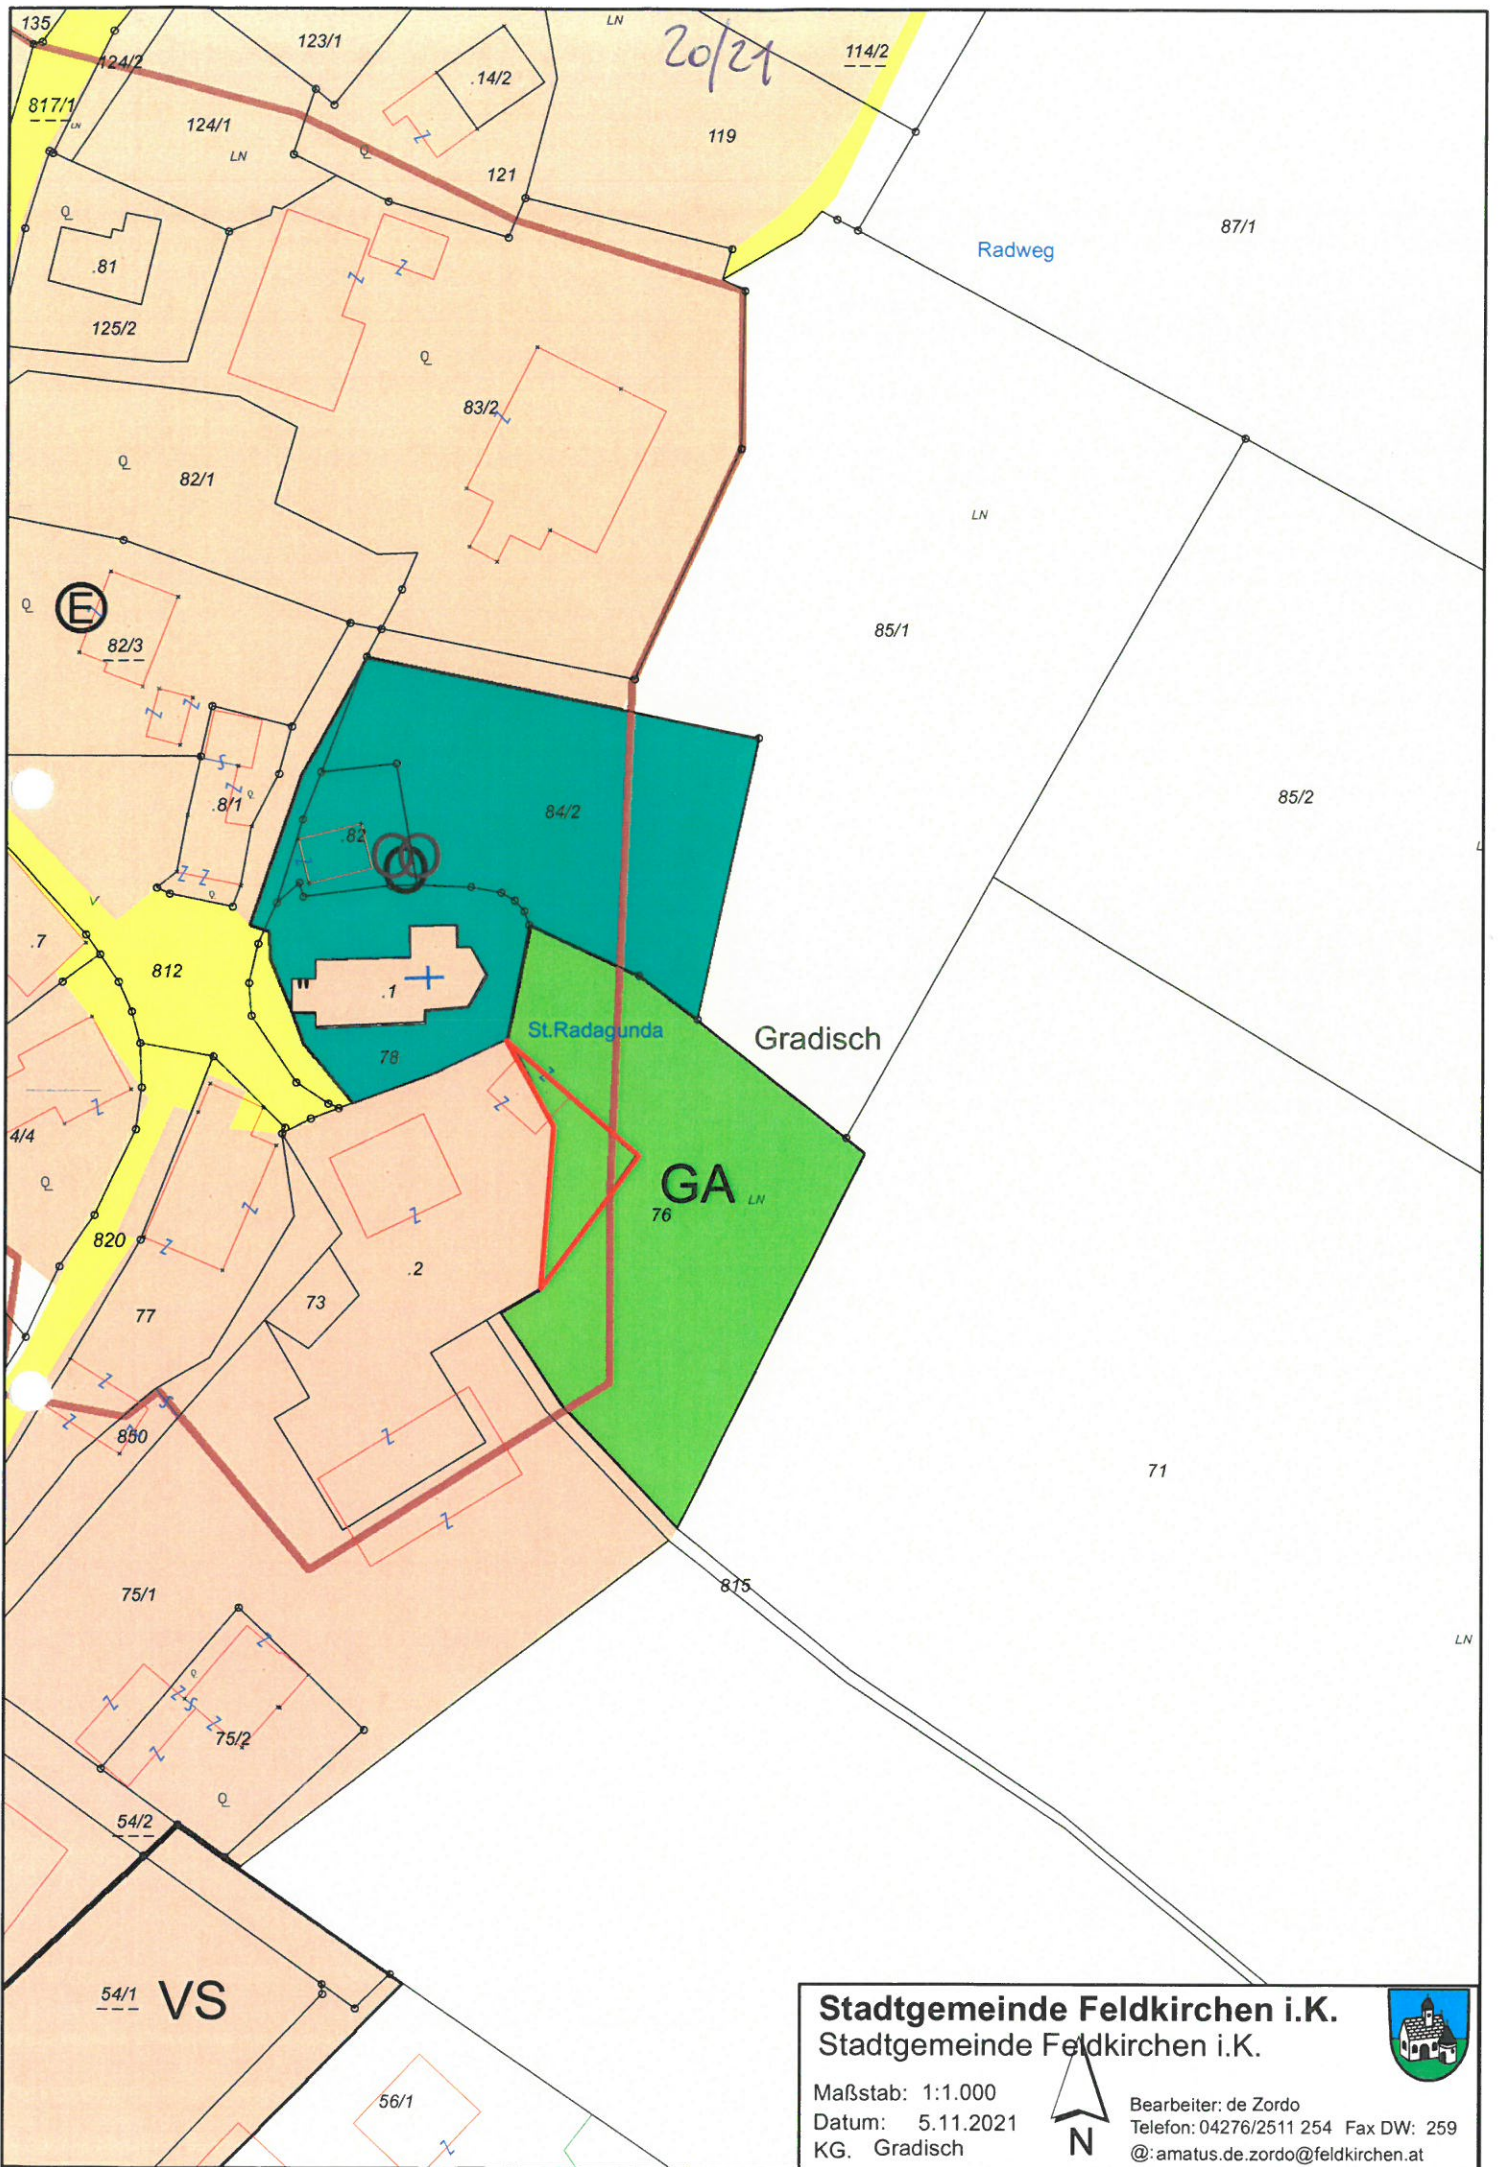 135
123/1
LN
20/21
114/2
124/2
.14/2
817/1
LN
124/1
LN
119
121
87/1
Radweg
.81
125/2
83/2
82/1
LN
E
82/3
85/1
85/2
84/2
.8/1
.82
V
.7
812
.1
St.Radagunda
Gradisch
78
4/4
GA
LN
76
820
.2
73
77
850
71
75/1
815
LN
75/2
54/2
54/1
VS
56/1
Stadtgemeinde Feldkirchen i.K.
Stadtgemeinde Feldkirchen i.K.
Maßstab: 1:1.000
Datum: 5.11.2021
KG. Gradisch
N
Bearbeiter: de Zordo
Telefon: 04276/2511 254 Fax DW: 259
@:amatus.de.zordo@feldkirchen.at